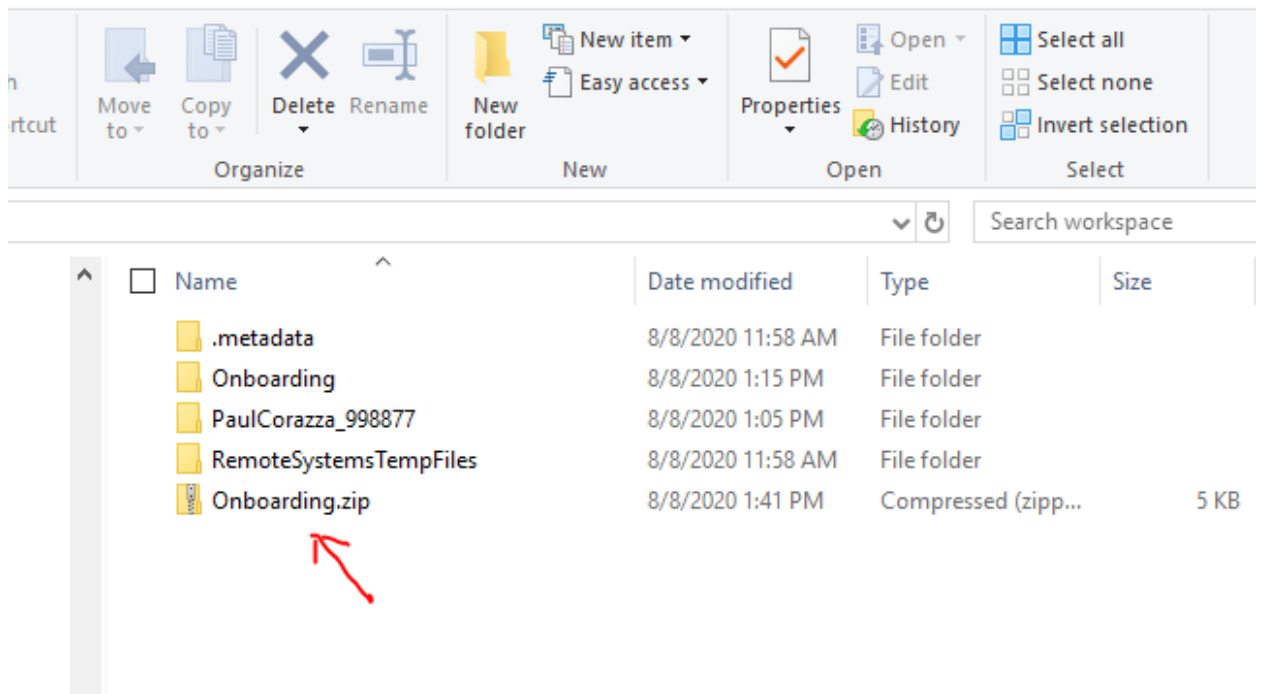 New item
Open
Select all
h
Easy access
Edit
Select none
rtcut
Move to
Copy to
Delete
Rename
New folder
Properties
History
Invert selection
Organize
New
Open
Select
Search workspace
Name Date modified Type Size
.metadata 8/8/2020 11:58 AM File folder
Onboarding 8/8/2020 1:15 PM File folder
PaulCorazza_998877 8/8/2020 1:05 PM File folder
RemoteSystemsTempFiles 8/8/2020 11:58 AM File folder
Onboarding.zip 8/8/2020 1:41 PM Compressed (zipp... 5 KB